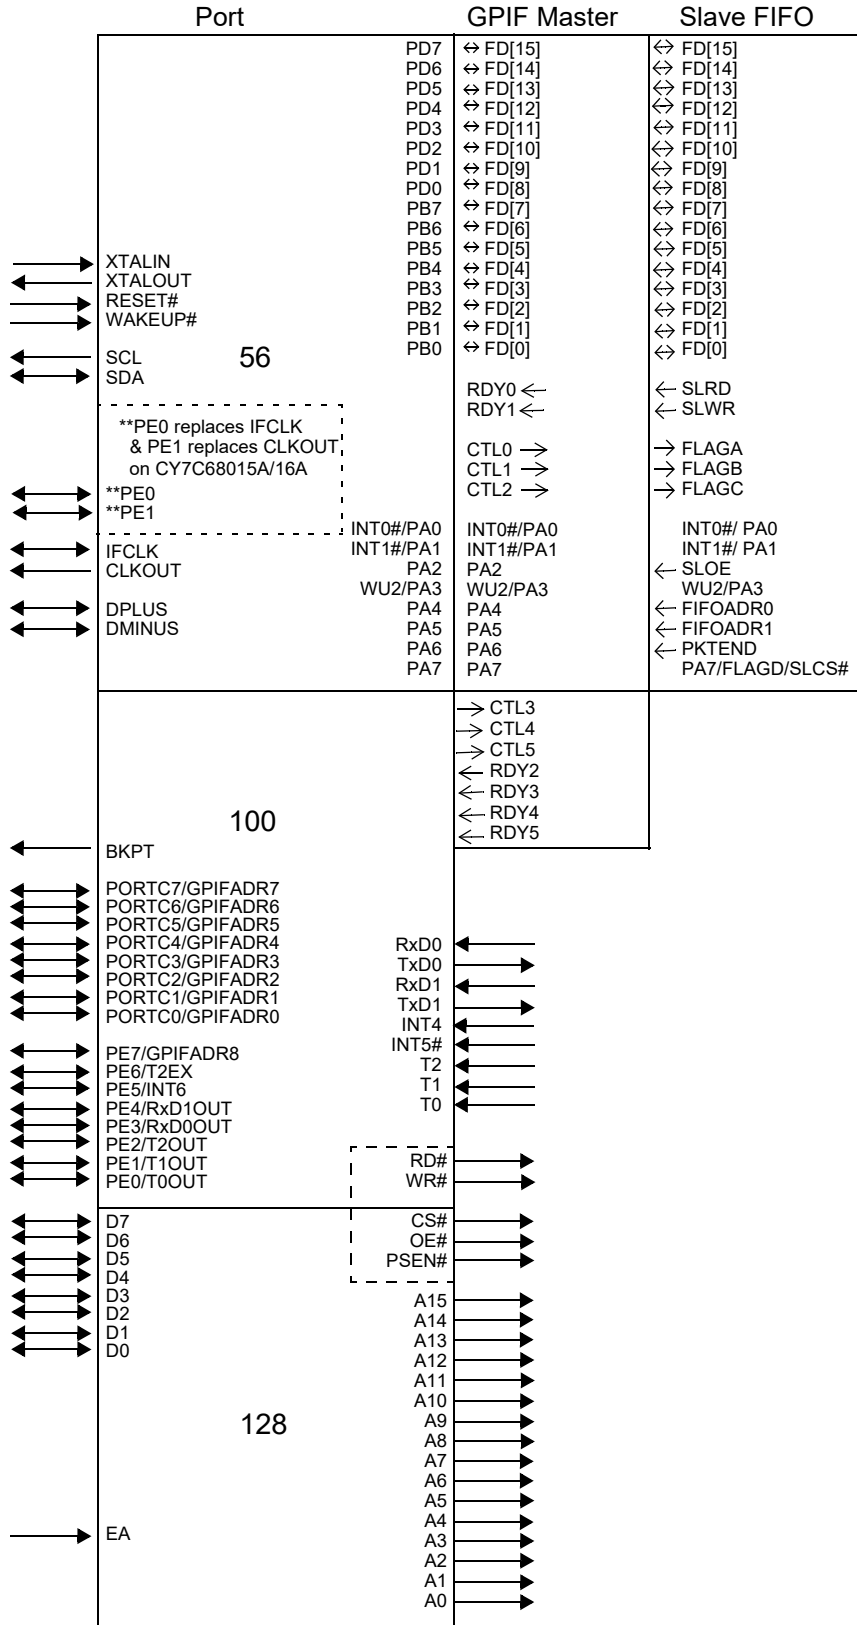 Port GPIF Master Slave FIFO
PD7 FD[15] FD[15]
PD6 FD[14] FD[14]
PD5 FD[13] FD[13]
PD4 FD[12] FD[12]
PD3 FD[11] FD[11]
PD2 FD[10] FD[10]
PD1 FD[9] FD[9]
PD0 FD[8] FD[8]
PB7 FD[7] FD[7]
PB6 FD[6] FD[6]
PB5 FD[5] FD[5]
PB4 FD[4] FD[4]
PB3 FD[3] FD[3]
PB2 FD[2] FD[2]
PB1 FD[1] FD[1]
PB0 FD[0] FD[0]
XTALIN
XTALOUT
RESET#
WAKEUP#
SCL
SDA
56
RDY0 SLRD
RDY1 SLWR
CTL0 FLAGA
CTL1 FLAGB
CTL2 FLAGC
**PE0 replaces IFCLK
& PE1 replaces CLKOUT
on CY7C68015A/16A
**PE0
**PE1
IFCLK
CLKOUT
DPLUS
DMINUS
INT0#/PA0 INT0#/PA0 INT0#/ PA0
INT1#/PA1 INT1#/PA1 INT1#/ PA1
PA2 PA2 SLOE
WU2/PA3 WU2/PA3 WU2/PA3
PA4 PA4 FIFOADR0
PA5 PA5 FIFOADR1
PA6 PA6 PKTEND
PA7 PA7 PA7/FLAGD/SLCS#
CTL3
CTL4
CTL5
RDY2
RDY3
RDY4
RDY5
100
BKPT
PORTC7/GPIFADR7
PORTC6/GPIFADR6
PORTC5/GPIFADR5
PORTC4/GPIFADR4
PORTC3/GPIFADR3
PORTC2/GPIFADR2
PORTC1/GPIFADR1
PORTC0/GPIFADR0
PE7/GPIFADR8
PE6/T2EX
PE5/INT6
PE4/RxD1OUT
PE3/RxD0OUT
PE2/T2OUT
PE1/T1OUT
PE0/T0OUT
RxD0
TxD0
RxD1
TxD1
INT4
INT5#
T2
T1
T0
RD#
WR#
CS#
OE#
PSEN#
D7
D6
D5
D4
D3
D2
D1
D0
128
EA
A15
A14
A13
A12
A11
A10
A9
A8
A7
A6
A5
A4
A3
A2
A1
A0